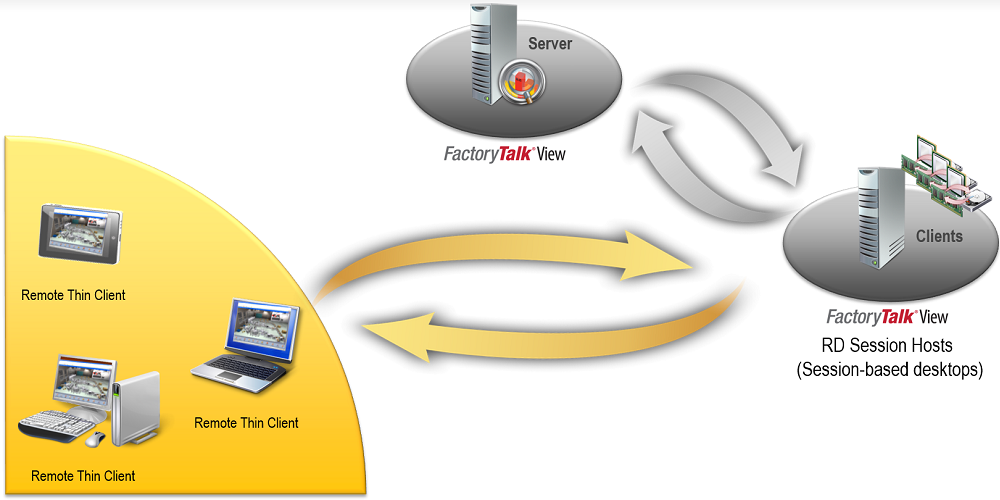 Server
FactoryTalk® View
Clients
FactoryTalk® View
RD Session Hosts
(Session-based desktops)
Remote Thin Client
Remote Thin Client
Remote Thin Client